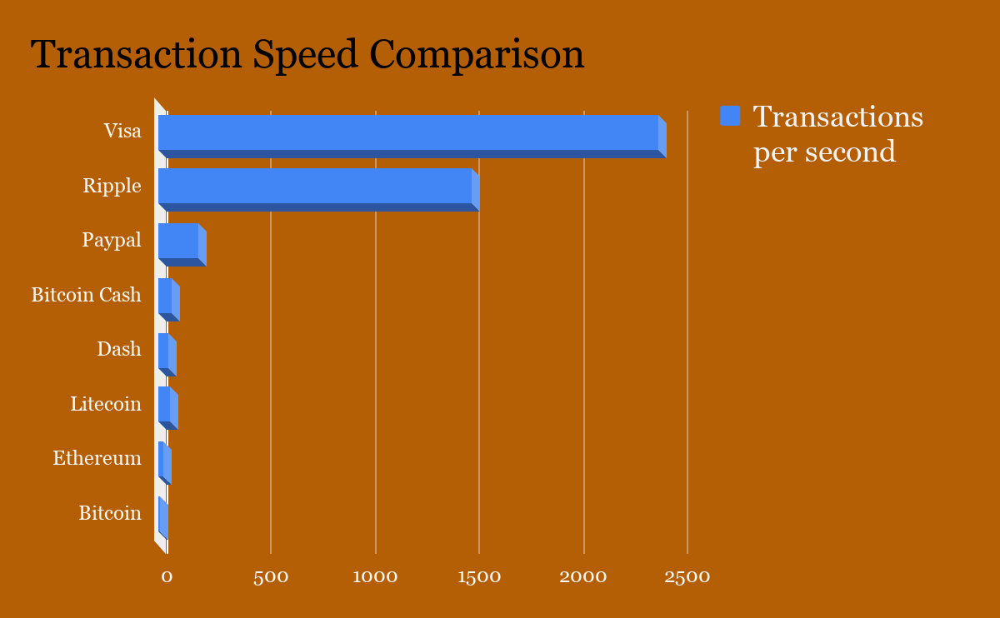 Transaction Speed Comparison
Transactions
per second
Visa
Ripple
Paypal
Bitcoin Cash
Dash
Litecoin
Ethereum
Bitcoin
0 500 1000 1500 2000 2500